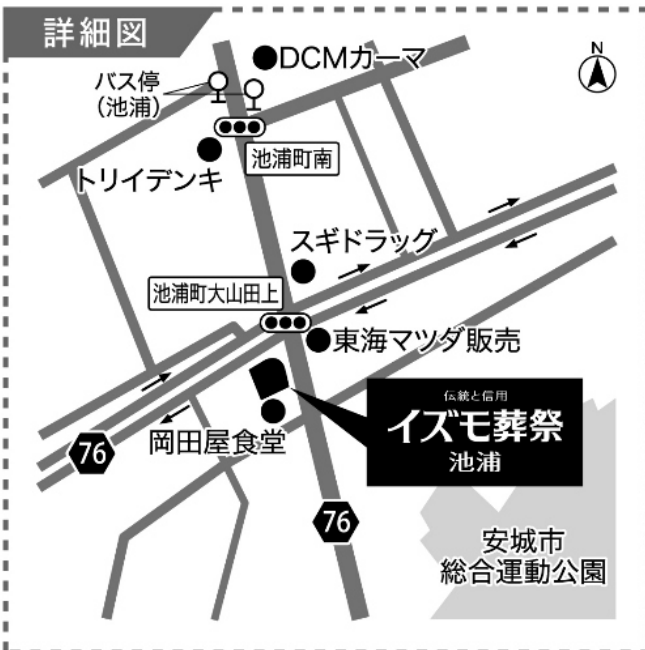 詳細図
N
DCMカーマ
バス停
（池浦）
池浦町南
トリイデンキ
スギドラッグ
池浦町大山田上
東海マツダ販売
伝統と信用
イズモ葬祭
池浦
岡田屋食堂
76
76
安城市
総合運動公園